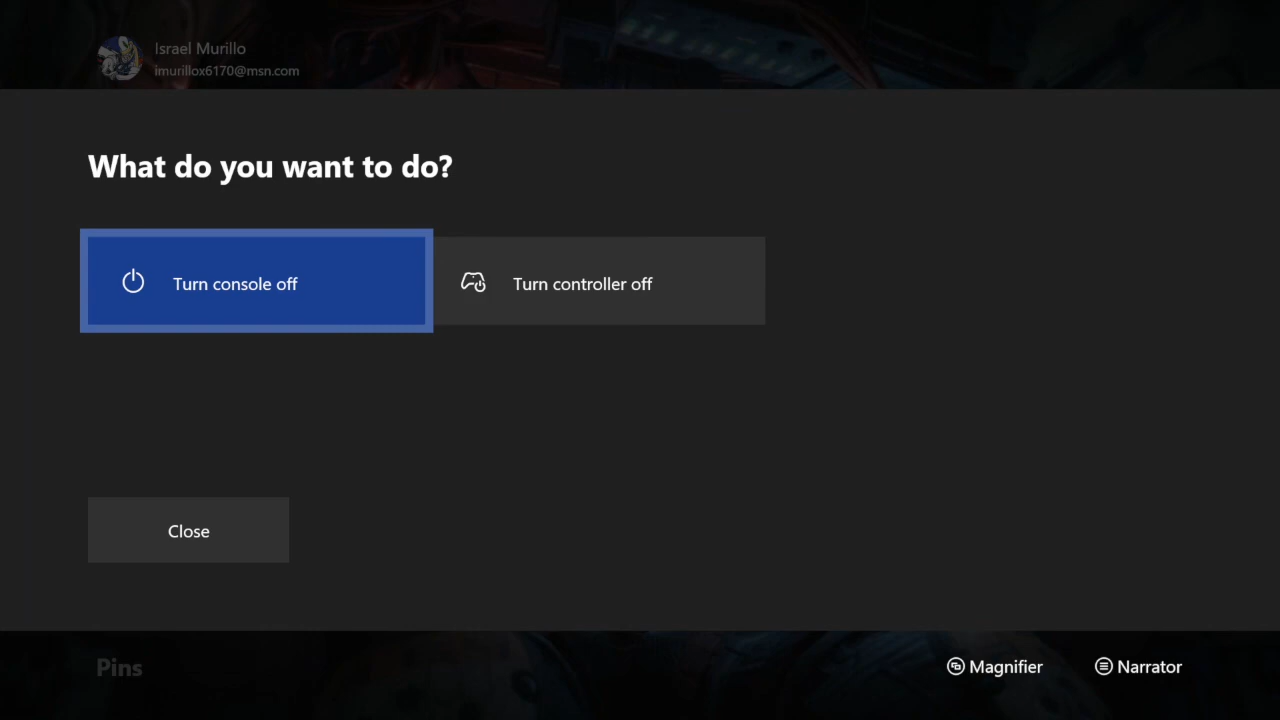 Israel Murillo
imurillox6170@msn.com
What do you want to do?
Turn console off
Turn controller off
Close
Pins
Magnifier
Narrator